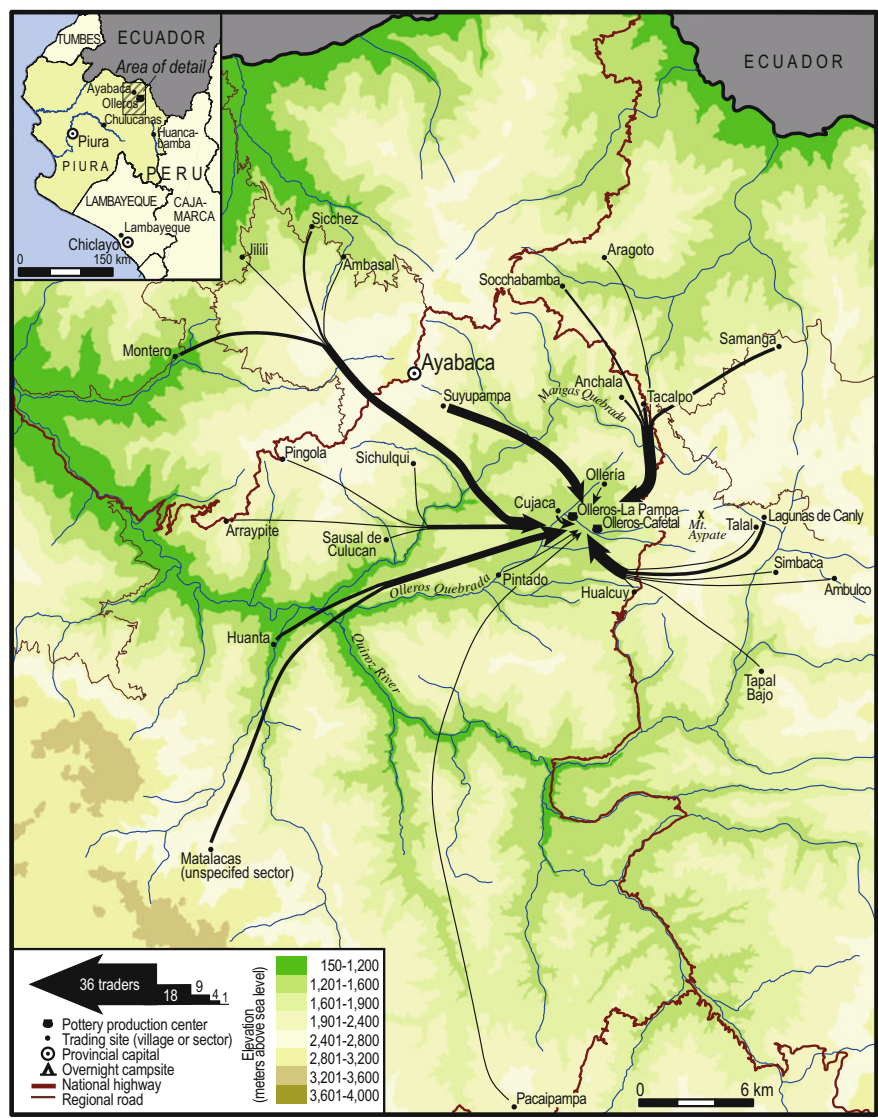 TUMBES
ECUADOR
Area of detail
Ayabaca
Olleros
Chulucanas
Piura
Huanca-
bamba
PIURA
PERU
LAMBAYEQUE
CAJA-
MARCA
Lambayeque
Chiclayo
0
150 km
ECUADOR
Sicchez
Jilili
Ambasal
Aragoto
Socchabamba
Samanga
Montero
Ayabaca
Anchala
Tacalpo
Suyupampa
Mangas Quebrada
Pingola
Sichulqui
Ollería
Cujaca
Olleros-La Pampa
Olleros-Cafetal
x
Mt.
Aypate
Talal
Lagunas de Canly
Arraypite
Sausal de
Culucan
Simbaca
Pintado
Olleros Quebrada
Hualcuy
Ambulco
Huanta
Quiroz River
Tapal
Bajo
Matalacas
(unspecifed sector)
Pacaipampa
36 traders
18
9
4
1
Pottery production center
Trading site (village or sector)
Provincial capital
Overnight campsite
National highway
Regional road
Elevation
(meters above sea level)
150-1,200
1,201-1,600
1,601-1,900
1,901-2,400
2,401-2,800
2,801-3,200
3,201-3,600
3,601-4,000
0
6 km